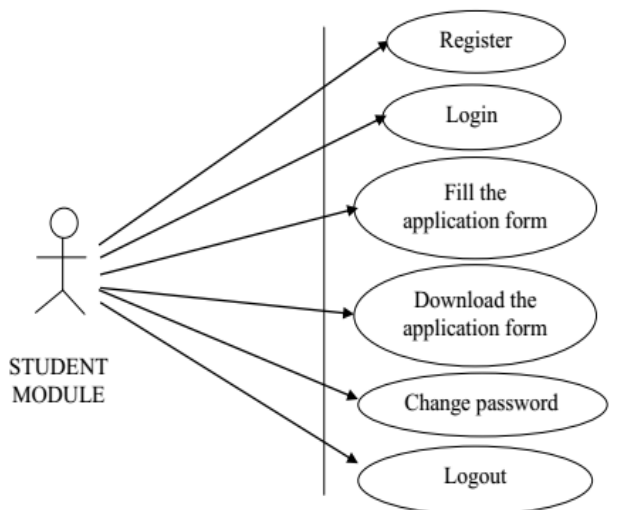 Register
Login
Fill the
application form
Download the
application form
STUDENT
MODULE
Change password
Logout